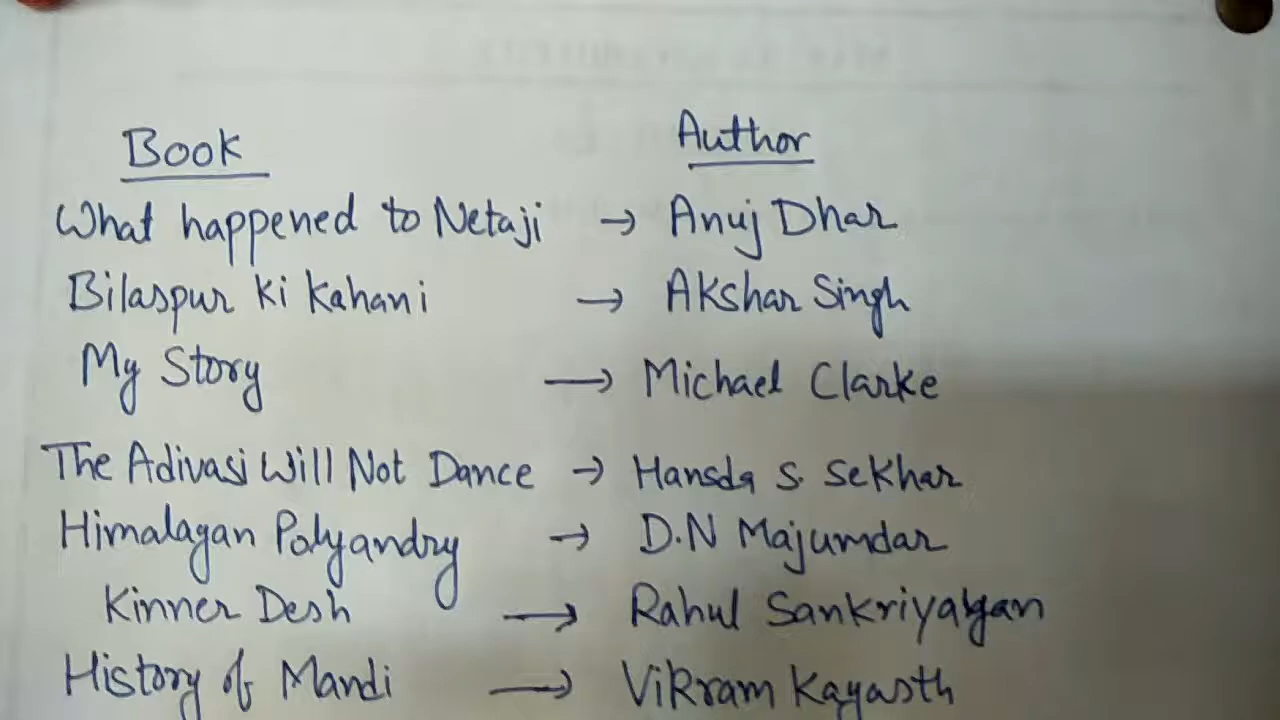 Book Author
What happened to Netaji → Anuj Dhar
Bilaspur Ki Kahani → Akshar Singh
My Story → Michael Clarke
The Adivasi Will Not Dance → Hansda S. Sekhar
Himalayan Polyandry → D.N Majumdar
Kinner Desh → Rahul Sankriyalyan
History of Mandi → Vikram Kayasth